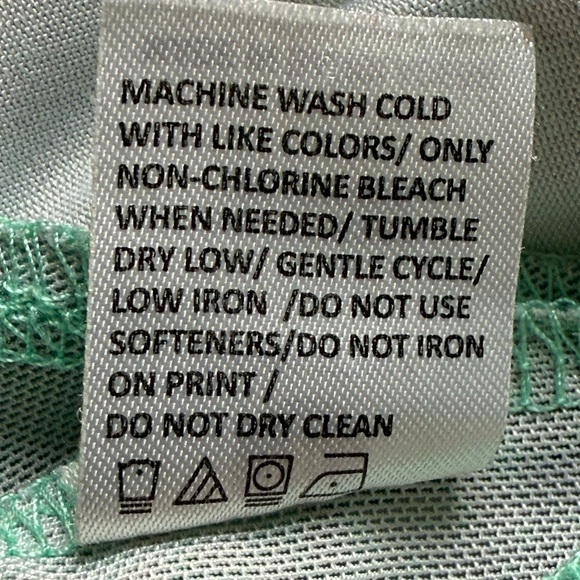 MACHINE WASH COLD
WITH LIKE COLORS/ ONLY
NON-CHLORINE BLEACH
WHEN NEEDED/ TUMBLE
DRY LOW/ GENTLE CYCLE/
LOW IRON /DO NOT USE
SOFTENERS/DO NOT IRON
ON PRINT /
DO NOT DRY CLEAN